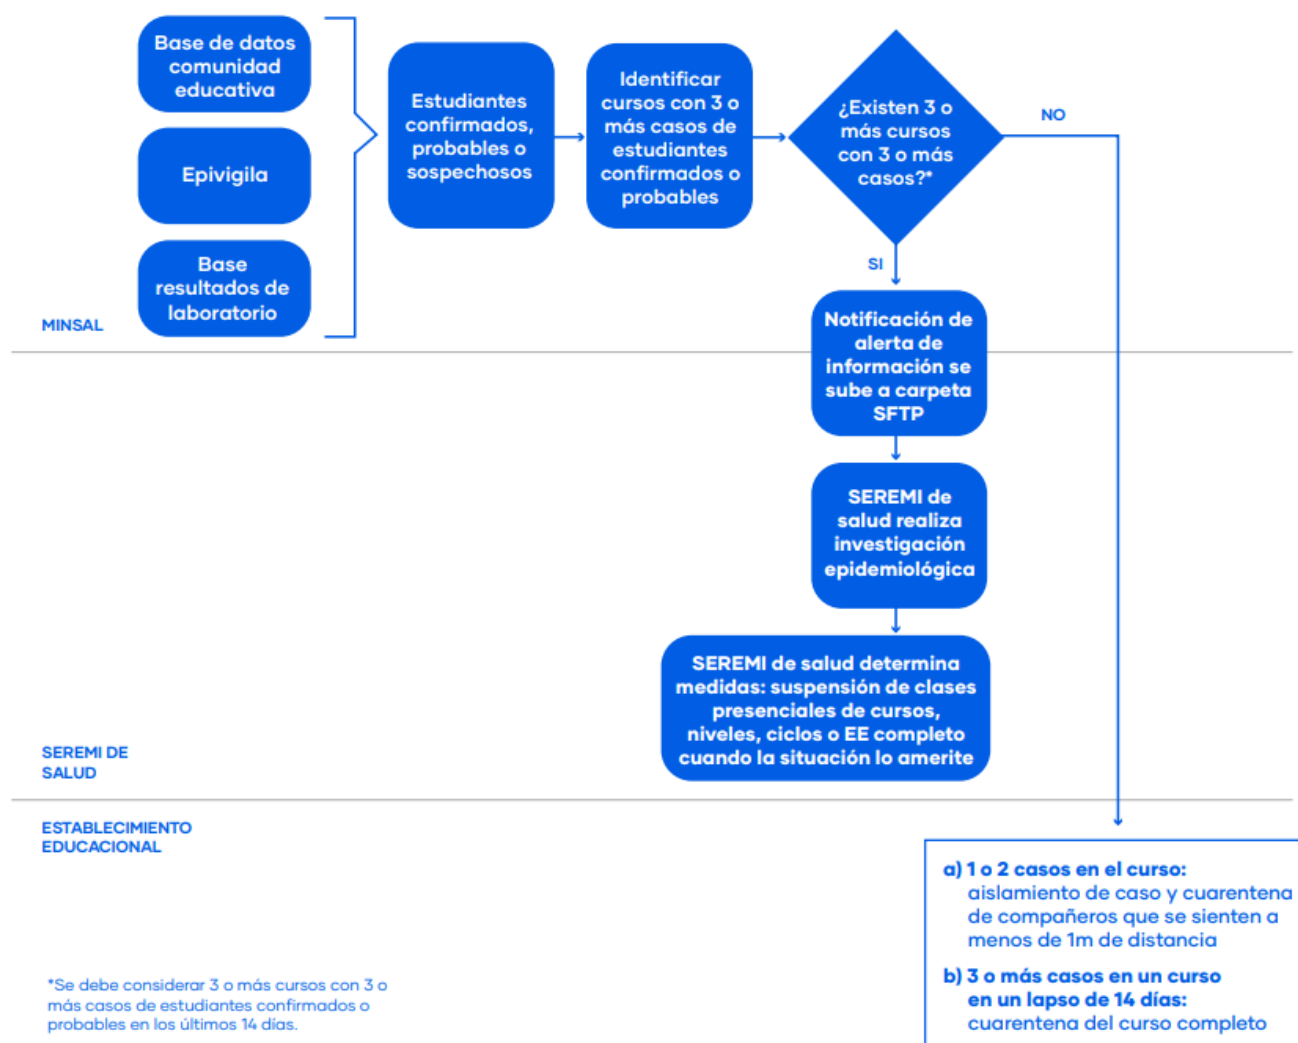 Base de datos
comunidad
educativa
Epivigila
Base
resultados de
laboratorio
MINSAL
Estudiantes
confirmados,
probables o
sospechosos
Identificar
cursos con 3 o
más casos de
estudiantes
confirmados o
probables
¿Existen 3 o
más cursos
con 3 o más
casos?*
NO
SI
Notificación de
alerta de
información se
sube a carpeta
SFTP
SEREMI de
salud realiza
investigación
epidemiológica
SEREMI de salud determina
medidas: suspensión de clases
presenciales de cursos,
niveles, ciclos o EE completo
cuando la situación lo amerite
SEREMI DE
SALUD
ESTABLECIMIENTO
EDUCACIONAL
a) 1 o 2 casos en el curso:
aislamiento de caso y cuarentena
de compañeros que se sienten a
menos de 1m de distancia
b) 3 o más casos en un curso
en un lapso de 14 días:
cuarentena del curso completo
*Se debe considerar 3 o más cursos con 3 o
más casos de estudiantes confirmados o
probables en los últimos 14 días.